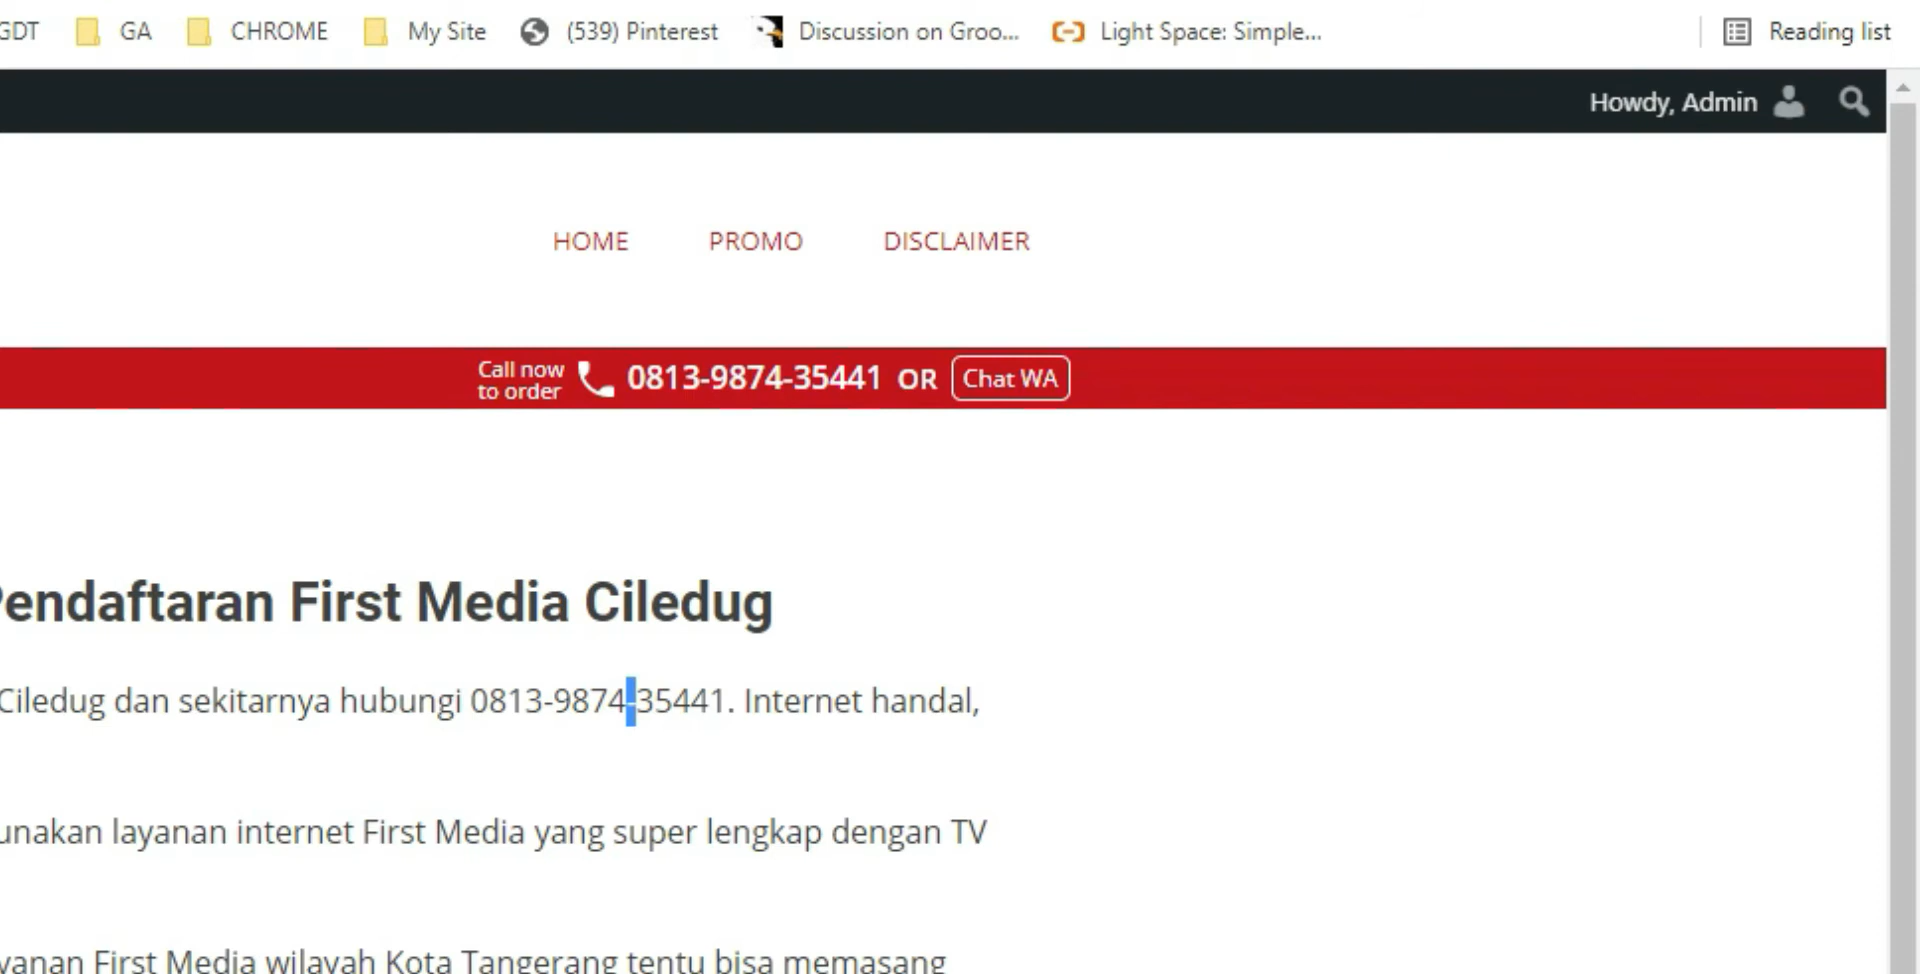 GDT GA CHROME My Site (539) Pinterest Discussion on Groo... Light Space: Simple... Reading list
Howdy, Admin
HOME PROMO DISCLAIMER
Call now
to order
0813-9874-35441 OR Chat WA
Pendaftaran First Media Ciledug
Ciledug dan sekitarnya hubungi 0813-9874-35441. Internet handal,
unakan layanan internet First Media yang super lengkap dengan TV
yanan First Media wilayah Kota Tangerang tentu bisa memasang